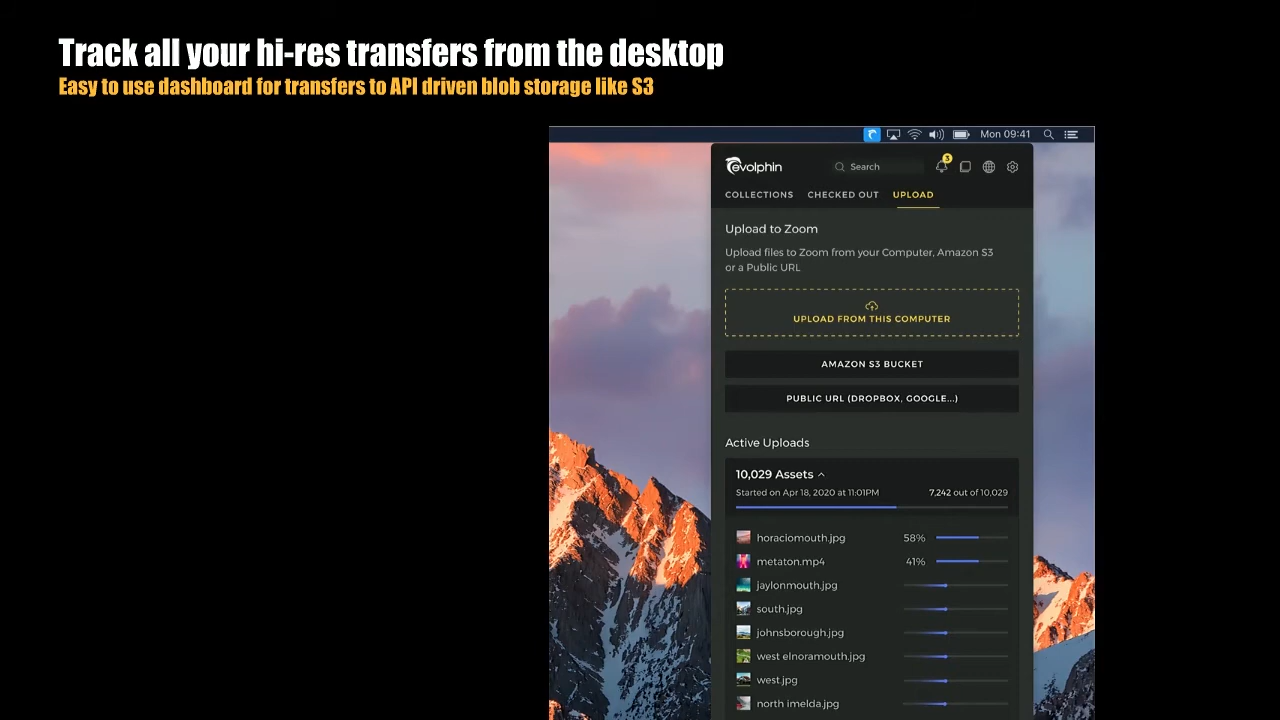 Track all your hi-res transfers from the desktop
Easy to use dashboard for transfers to API driven blob storage like S3
Mon 09:41
evolphin
Search
3
COLLECTIONS CHECKED OUT UPLOAD
Upload to Zoom
Upload files to Zoom from your Computer, Amazon S3
or a Public URL
UPLOAD FROM THIS COMPUTER
AMAZON S3 BUCKET
PUBLIC URL (DROPBOX, GOOGLE...)
Active Uploads
10,029 Assets
Started on Apr 18, 2020 at 11:01PM 7,242 out of 10,029
horaciomouth.jpg 58%
metaton.mp4 41%
jaylonmouth.jpg
south.jpg
johnsborough.jpg
west elnoramouth.jpg
west.jpg
north imelda.jpg